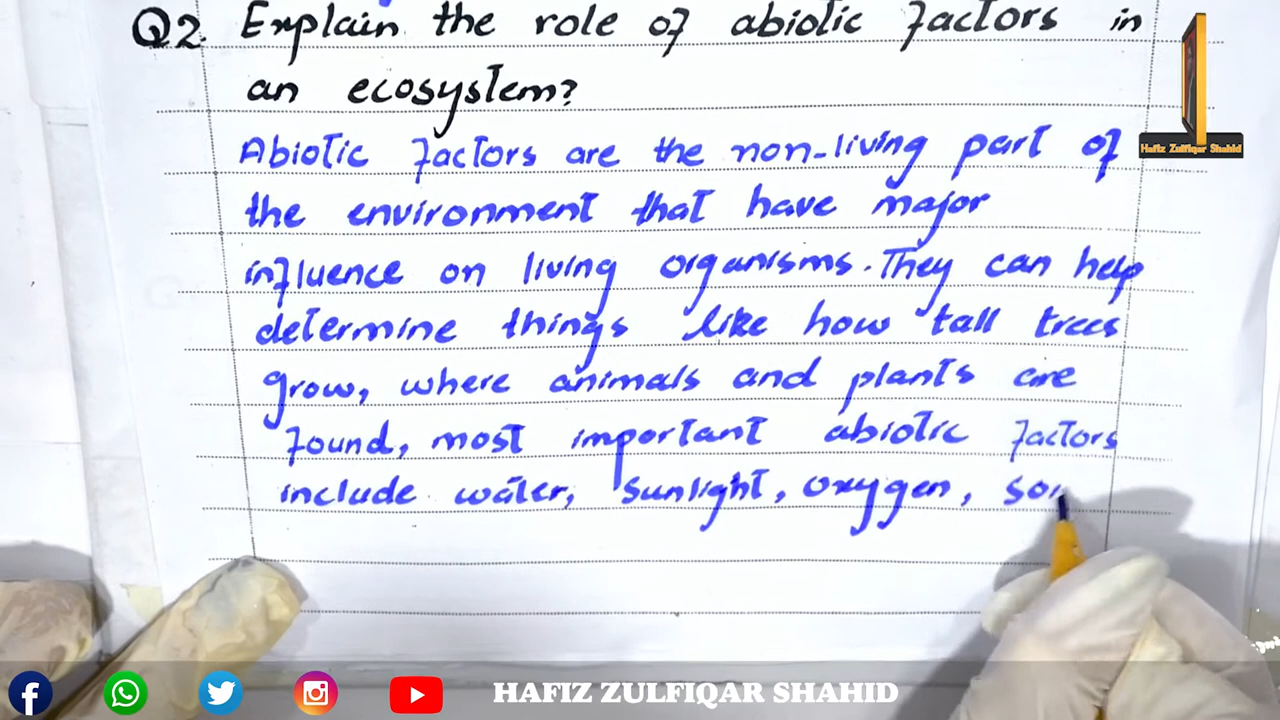 Q2. Explain the role of abiotic factors in
an ecosystem?
Abiotic factors are the non-living part of
the environment that have major
influence on living organisms. They can help
determine things like how tall trees
grow, where animals and plants are
found, most important abiotic factors
include water, sunlight, oxygen, soi
Hafiz Zulfiqar Shahid
HAFIZ ZULFIQAR SHAHID